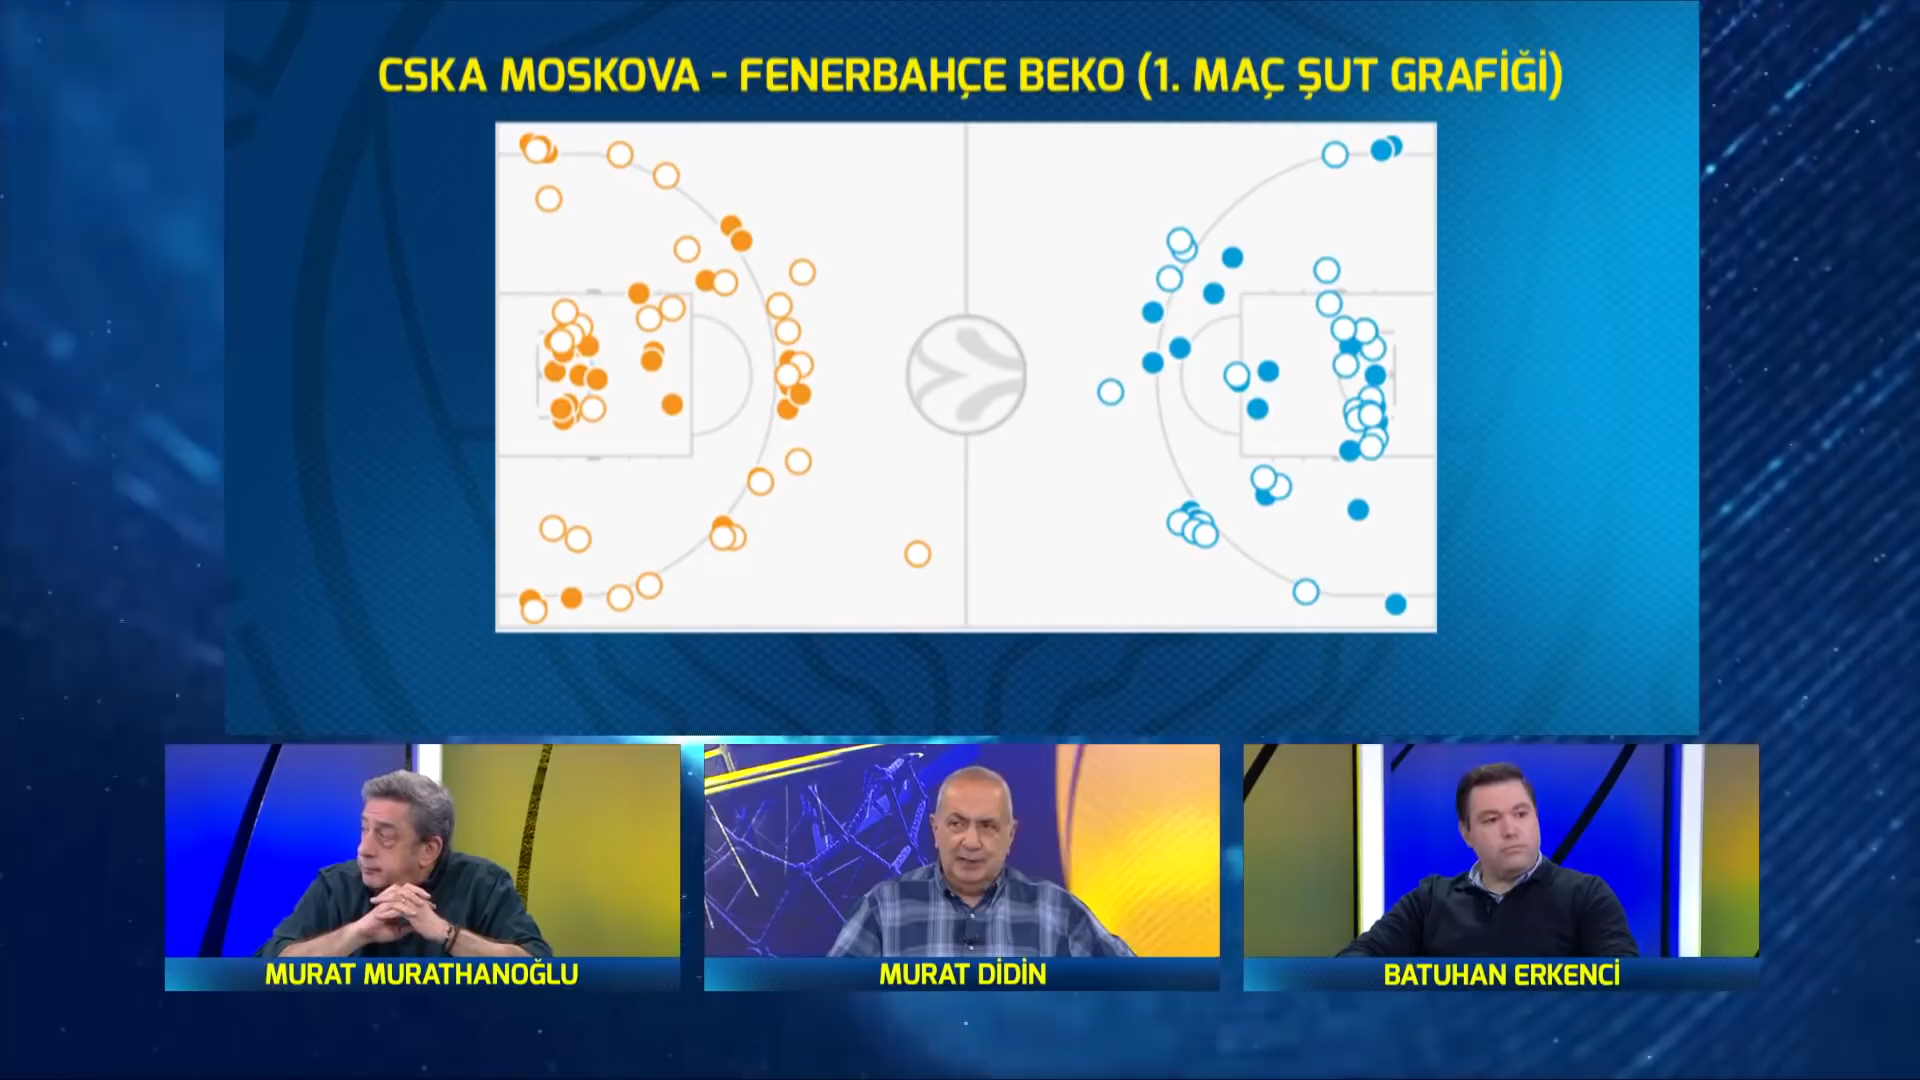 CSKA MOSKOVA - FENERBAHÇE BEKO (1. MAÇ ŞUT GRAFİĞİ)
MURAT MURATHANOĞLU
MURAT DİDİN
BATUHAN ERKENCİ